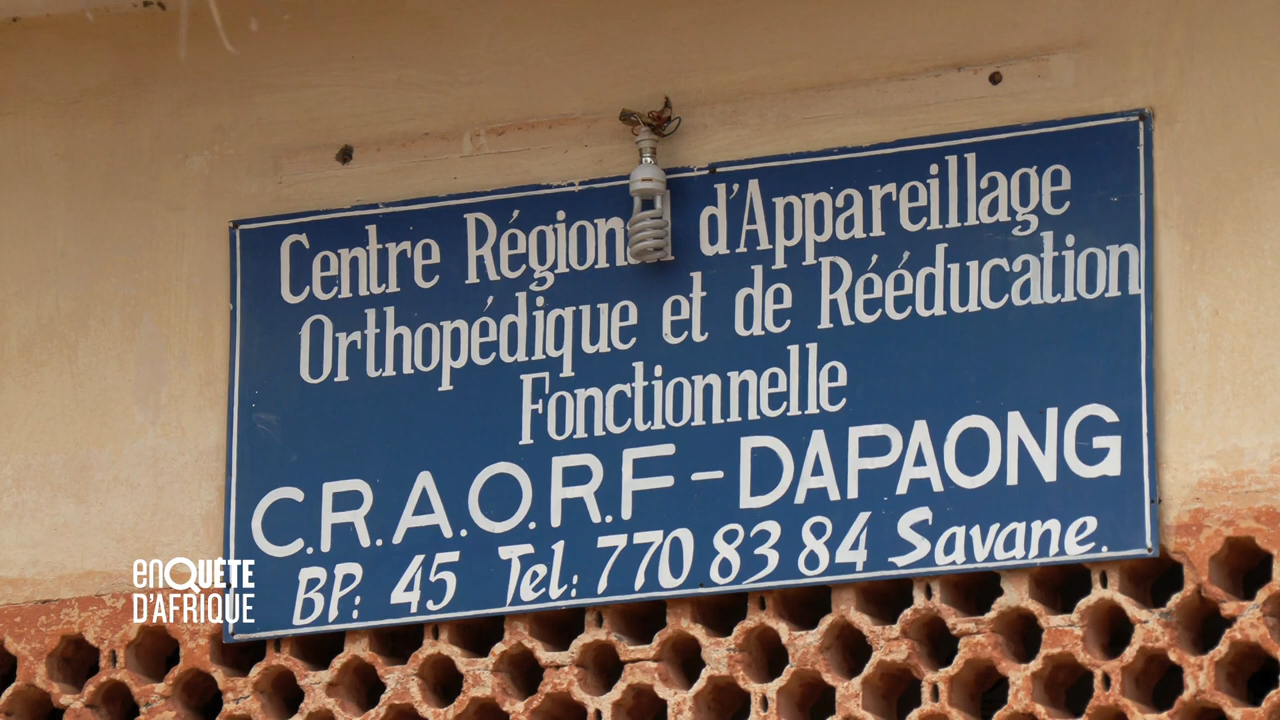 Centre Régional d'Appareillage
Orthopédique et de Rééducation
Fonctionnelle
C.R.A.O.R.F - DAPAONG
BP: 45 Tel: 770 83 84 Savane.
enQUÊTE
D'AFRIQUE